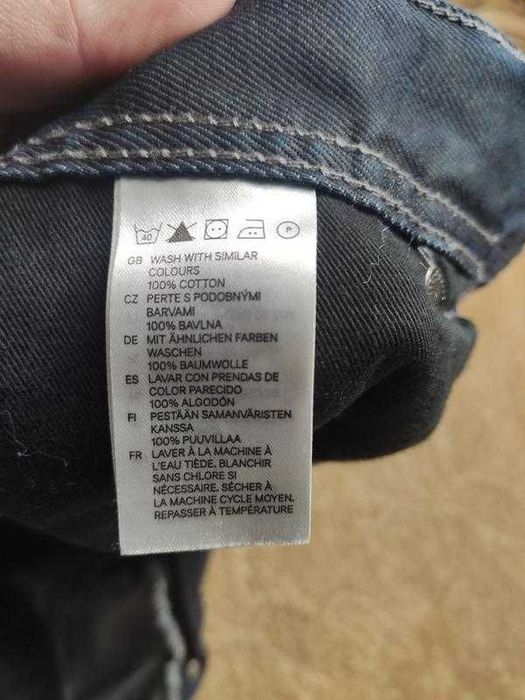 40 P
GB WASH WITH SIMILAR
COLOURS
100% COTTON
CZ PERTE S PODOBNÝMI
BARVAMI
100% BAVLNA
DE MIT ÄHNLICHEN FARBEN
WASCHEN
100% BAUMWOLLE
ES LAVAR CON PRENDAS DE
COLOR PARECIDO
100% ALGODÓN
FI PESTÄÄN SAMANVÄRISTEN
KANSSA
100% PUUVILLAA
FR LAVER À LA MACHINE À
L'EAU TIÈDE. BLANCHIR
SANS CHLORE SI
NÉCESSAIRE. SÉCHER À
LA MACHINE CYCLE MOYEN.
REPASSER À TEMPÉRATURE